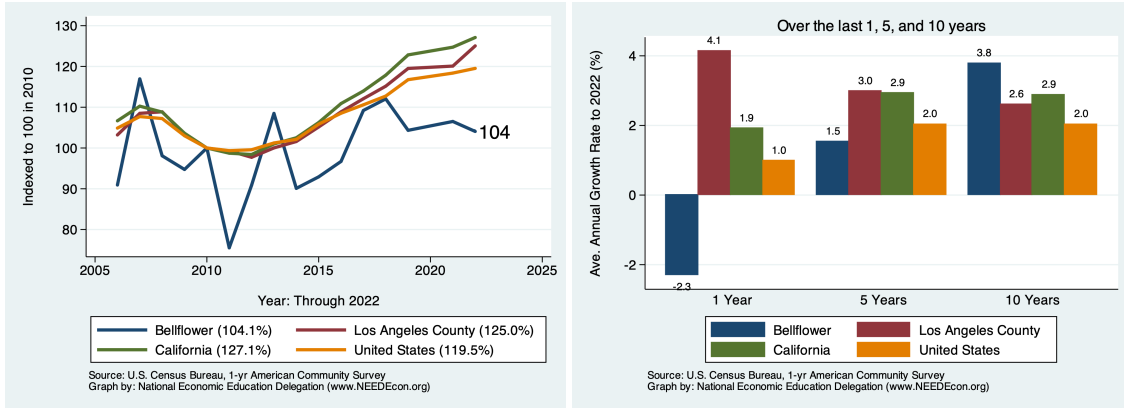 130
120
110
100
90
80
Indexed to 100 in 2010
104
2005 2010 2015 2020 2025
Year: Through 2022
Bellflower (104.1%) Los Angeles County (125.0%)
California (127.1%) United States (119.5%)
Source: U.S. Census Bureau, 1-yr American Community Survey
Graph by: National Economic Education Delegation (www.NEEDEcon.org)
Over the last 1, 5, and 10 years
4
2
0
-2
Ave. Annual Growth Rate to 2022 (%)
-2.3 4.1 1.9 1.0
1.5 3.0 2.9 2.0
3.8 2.6 2.9 2.0
1 Year 5 Years 10 Years
Bellflower Los Angeles County
California United States
Source: U.S. Census Bureau, 1-yr American Community Survey
Graph by: National Economic Education Delegation (www.NEEDEcon.org)